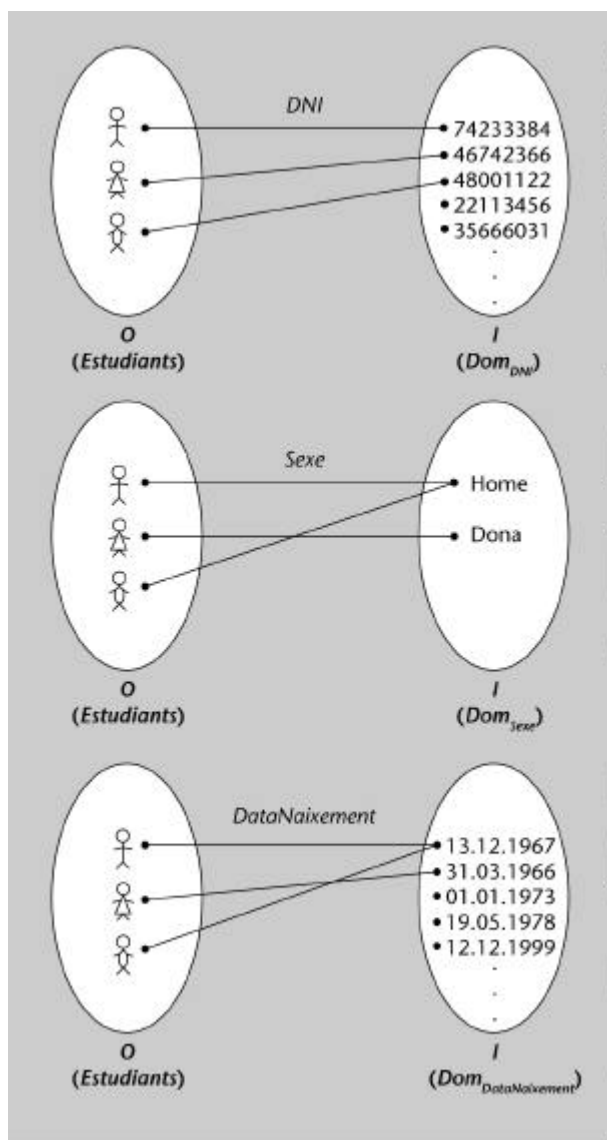 DNI
74233384
46742366
48001122
22113456
35666031
.
.
.
O
(Estudiants)
I
(Dom_DNI)
Sexe
Home
Dona
O
(Estudiants)
I
(Dom_Sexe)
DataNaixement
13.12.1967
31.03.1966
01.01.1973
19.05.1978
12.12.1999
.
.
.
O
(Estudiants)
I
(Dom_DataNaixement)